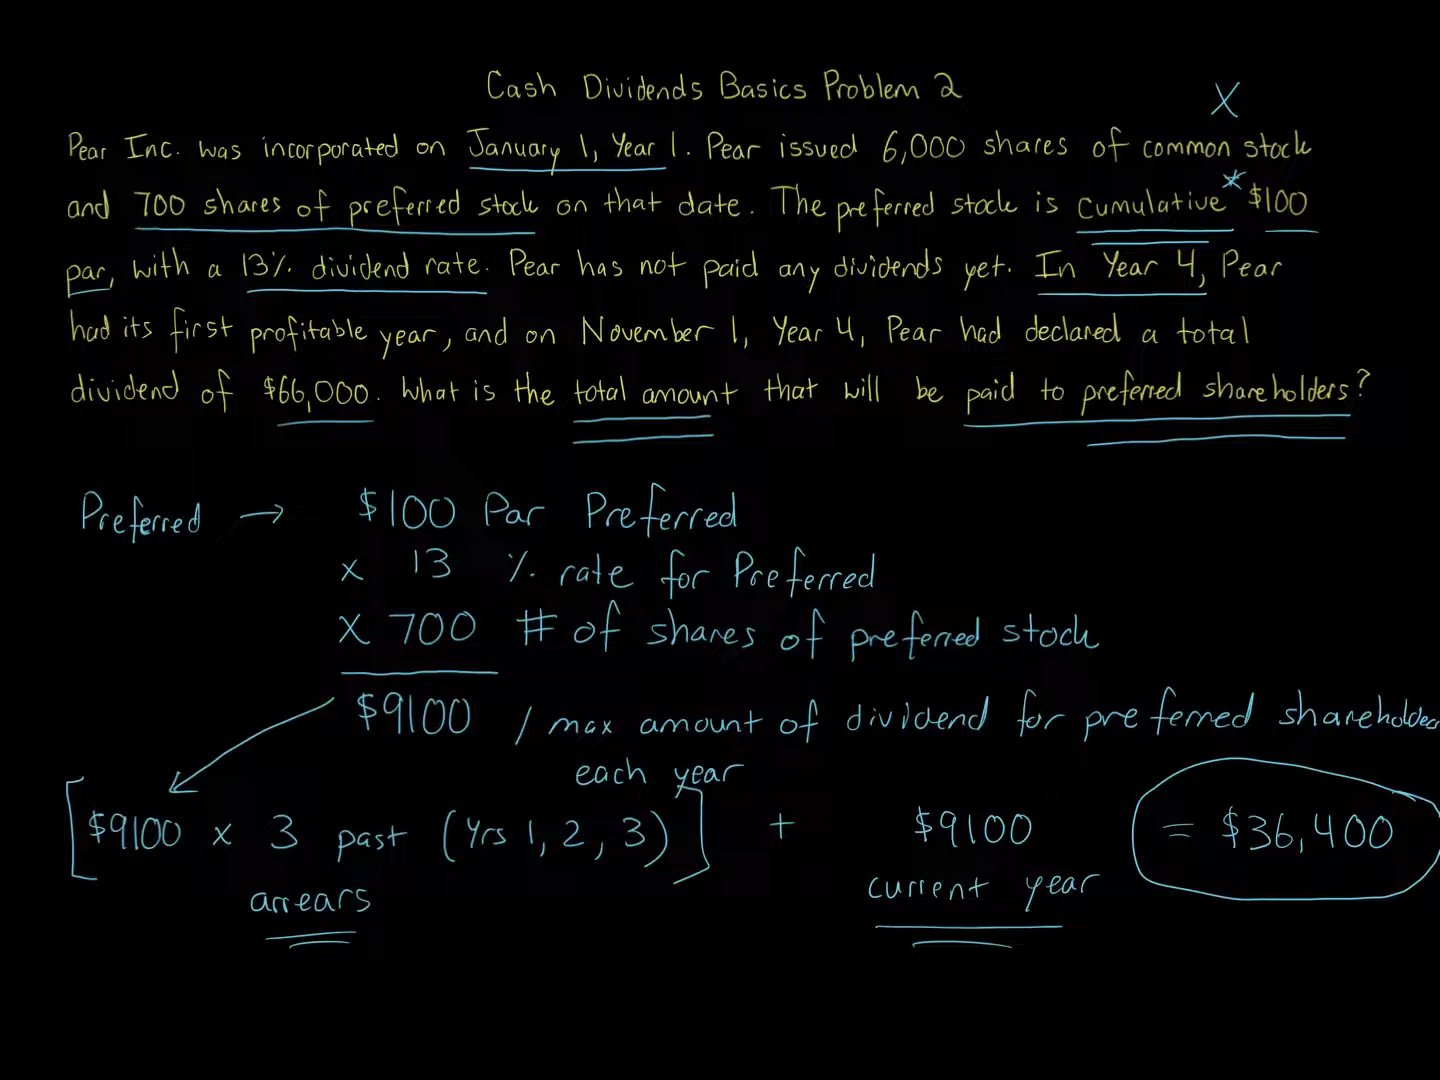 Cash Dividends Basics Problem 2
X
Pear Inc. was incorporated on January 1, Year 1. Pear issued 6,000 shares of common stock
and 700 shares of preferred stock on that date. The preferred stock is cumulative * $100
par, with a 13% dividend rate. Pear has not paid any dividends yet. In Year 4, Pear
had its first profitable year, and on November 1, Year 4, Pear had declared a total
dividend of $66,000. What is the total amount that will be paid to preferred shareholders?
Preferred → $100 Par Preferred
x 13 % rate for Preferred
x 700 # of shares of preferred stock
$9100 / max amount of dividend for preferred shareholder
each year
[$9100 x 3 past (Yrs 1, 2, 3)] + $9100 = $36,400
arrears current year